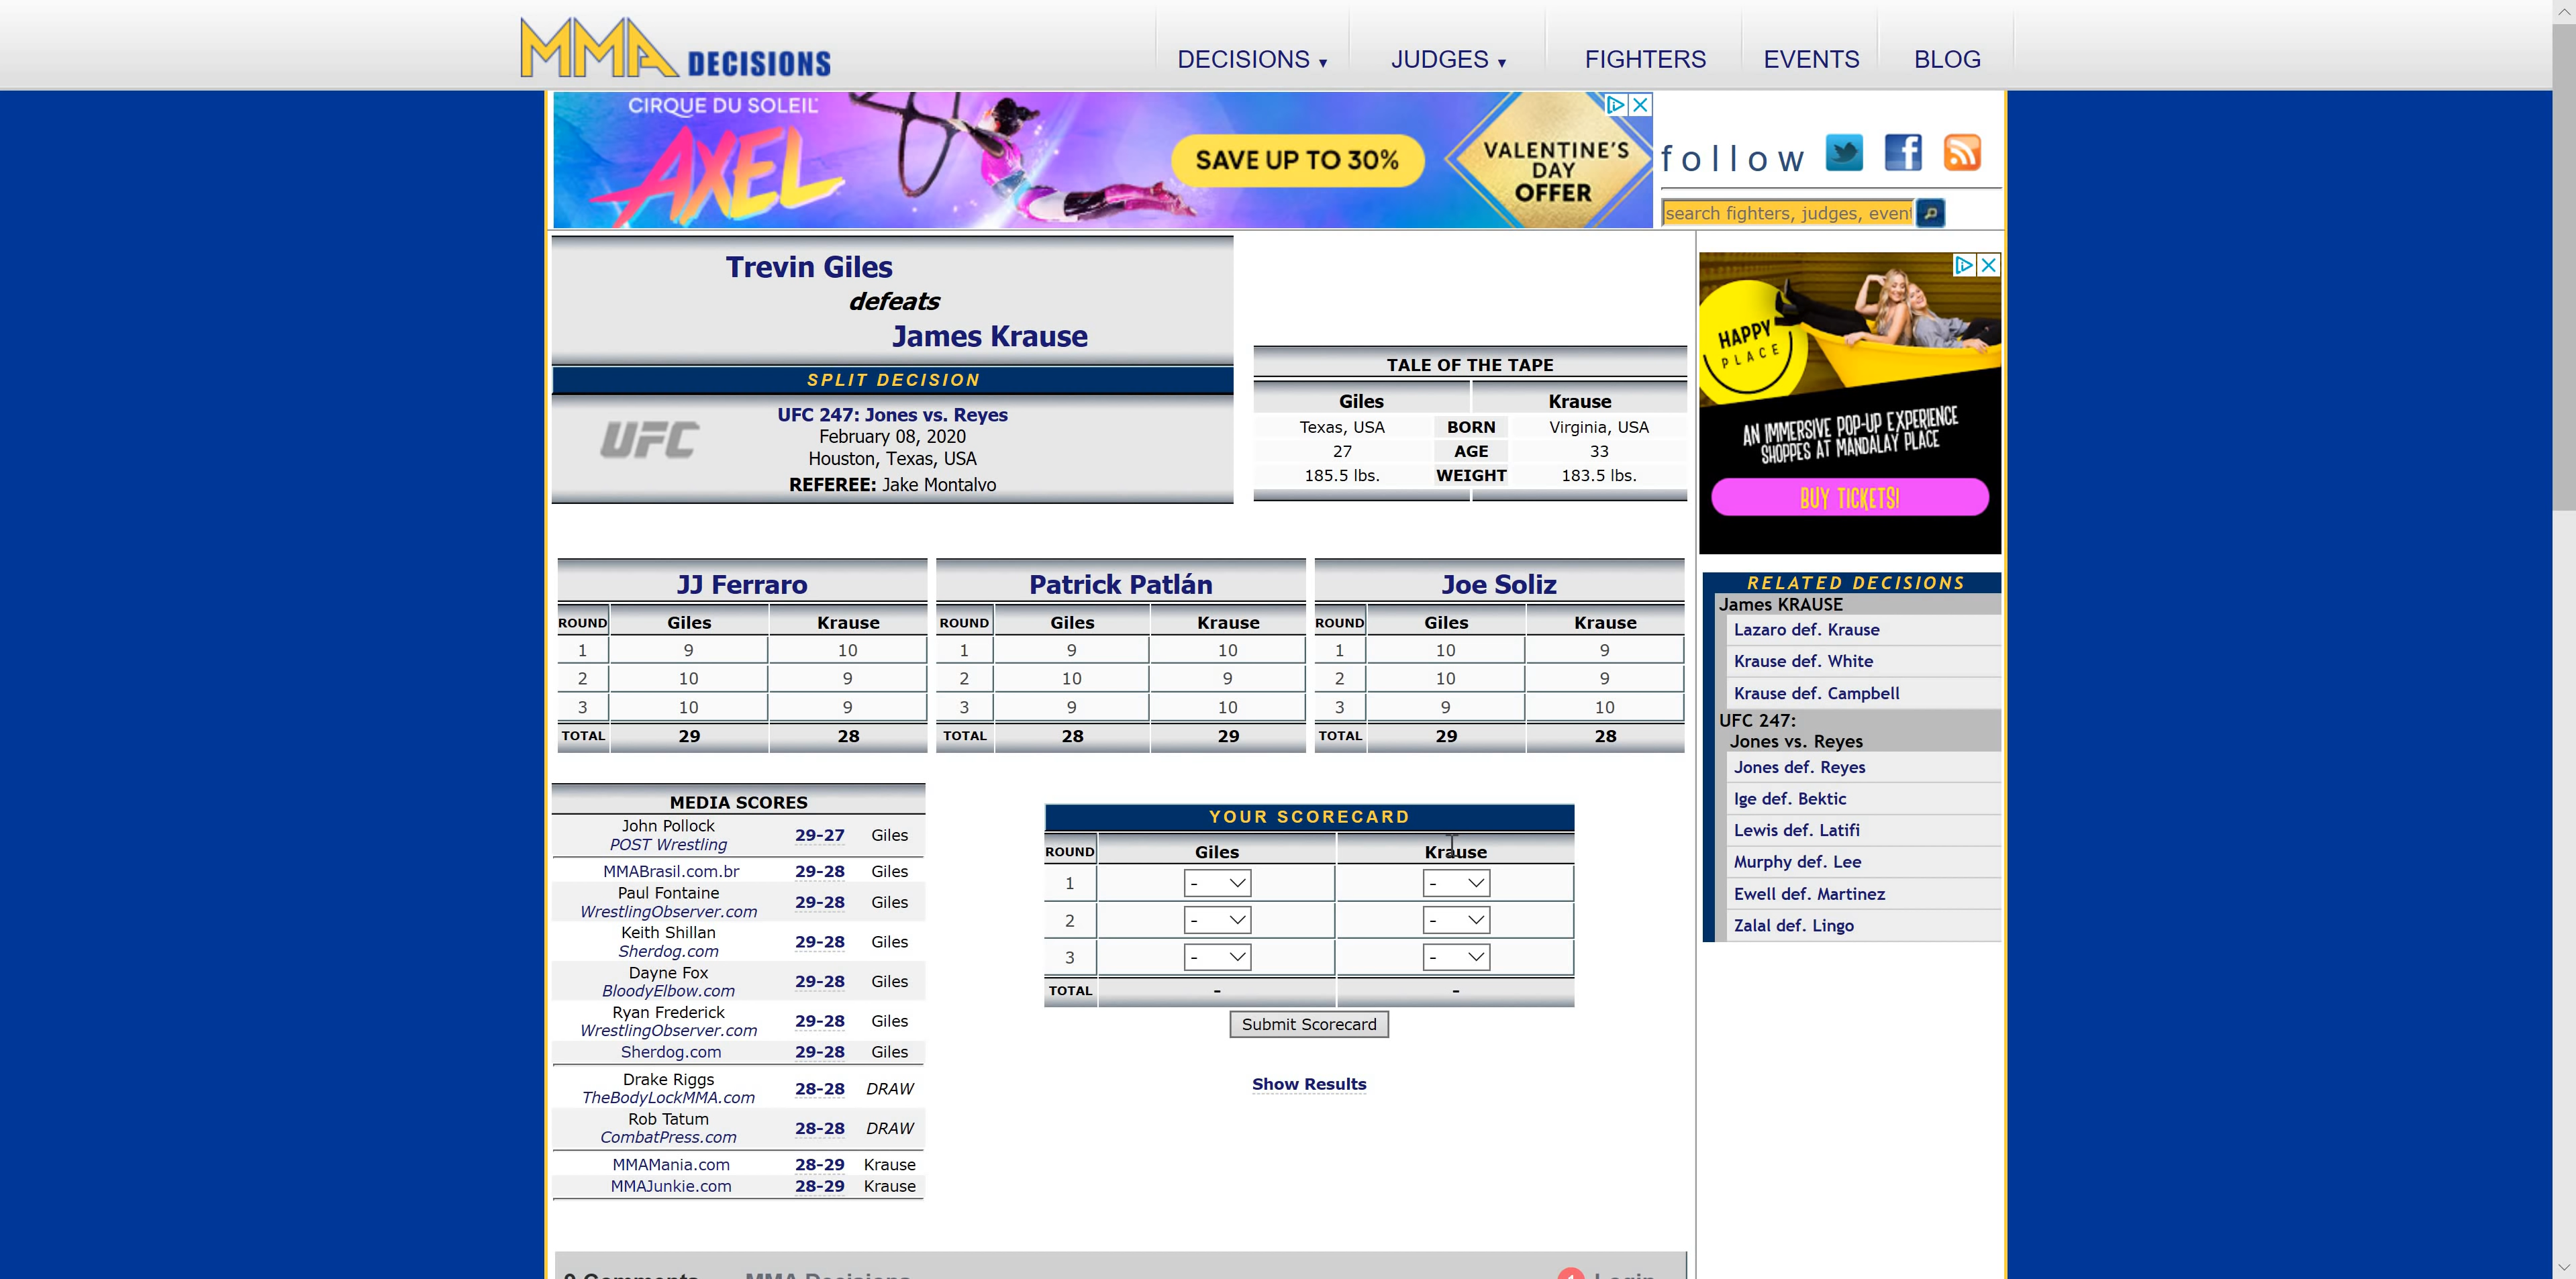 MMA DECISIONS
DECISIONS ▼ JUDGES ▼ FIGHTERS EVENTS BLOG
CIRQUE DU SOLEIL
AXEL
SAVE UP TO 30%
VALENTINE'S
DAY
OFFER
follow
search fighters, judges, event
Trevin Giles
defeats
James Krause
SPLIT DECISION
UFC
UFC 247: Jones vs. Reyes
February 08, 2020
Houston, Texas, USA
REFEREE: Jake Montalvo
TALE OF THE TAPE
Giles Krause
Texas, USA BORN Virginia, USA
27 AGE 33
185.5 lbs. WEIGHT 183.5 lbs.
HAPPY
PLACE
AN IMMERSIVE POP-UP EXPERIENCE
SHOPPES AT MANDALAY PLACE
BUY TICKETS!
JJ Ferraro
ROUND Giles Krause
1 9 10
2 10 9
3 10 9
TOTAL 29 28
Patrick Patlán
ROUND Giles Krause
1 9 10
2 10 9
3 9 10
TOTAL 28 29
Joe Soliz
ROUND Giles Krause
1 10 9
2 10 9
3 9 10
TOTAL 29 28
RELATED DECISIONS
James KRAUSE
Lazaro def. Krause
Krause def. White
Krause def. Campbell
UFC 247:
Jones vs. Reyes
Jones def. Reyes
Ige def. Bektic
Lewis def. Latifi
Murphy def. Lee
Ewell def. Martinez
Zalal def. Lingo
MEDIA SCORES
John Pollock
POST Wrestling 29-27 Giles
MMABrasil.com.br 29-28 Giles
Paul Fontaine
WrestlingObserver.com 29-28 Giles
Keith Shillan
Sherdog.com 29-28 Giles
Dayne Fox
BloodyElbow.com 29-28 Giles
Ryan Frederick
WrestlingObserver.com 29-28 Giles
Sherdog.com 29-28 Giles
Drake Riggs
TheBodyLockMMA.com 28-28 DRAW
Rob Tatum
CombatPress.com 28-28 DRAW
MMAMania.com 28-29 Krause
MMAJunkie.com 28-29 Krause
YOUR SCORECARD
ROUND Giles Krause
1 - -
2 - -
3 - -
TOTAL - -
Submit Scorecard
Show Results
0 Comments MMA Decisions 1 Login